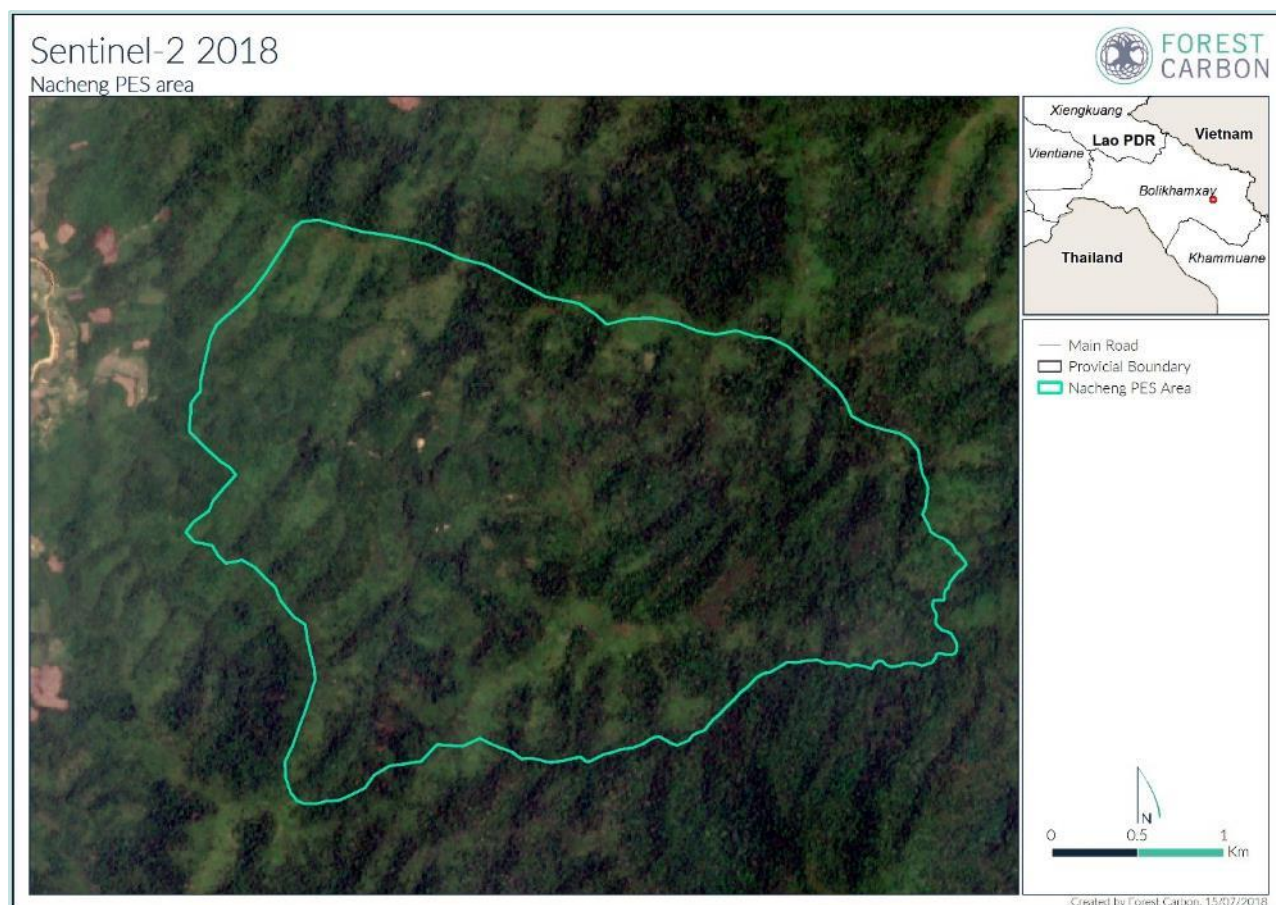 Sentinel-2 2018
Nacheng PES area
FOREST
CARBON
Xiengkuang
Vietnam
Lao PDR
Vientiane
Bolikhamxay
Thailand
Khammuane
Main Road
Provicial Boundary
Nacheng PES Area
N
0 0.5 1
Km
Created by Forest Carbon, 15/07/2018